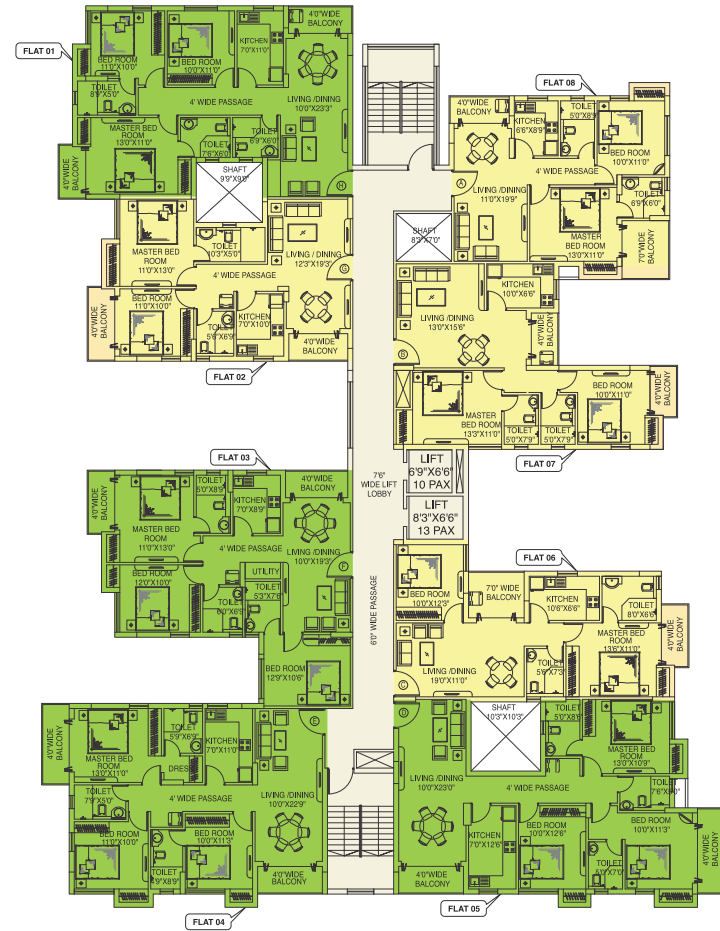 FLAT 01
BED ROOM
11'0"X10'0"
BED ROOM
10'0"X11'0"
KITCHEN
7'0"X11'0"
4'0"WIDE
BALCONY
TOILET
8'9"X5'0"
4' WIDE PASSAGE
LIVING /DINING
10'0"X23'3"
MASTER BED
ROOM
13'0"X11'0"
TOILET
7'6"X6'0"
TOILET
6'9"X6'0"
4'0"WIDE
BALCONY
H
SHAFT
9'9"X9'8"
MASTER BED
ROOM
11'0"X13'0"
TOILET
10'3"X5'0"
LIVING / DINING
12'3"X19'3"
G
4' WIDE PASSAGE
BED ROOM
11'0"X10'0"
4'0"WIDE
BALCONY
TOILET
5'6"X6'9"
KITCHEN
7'0"X10'0"
4'0"WIDE
BALCONY
FLAT 02
FLAT 08
4'0"WIDE
BALCONY
KITCHEN
6'6"X8'9"
TOILET
5'0"X8'9"
BED ROOM
10'0"X11'0"
4' WIDE PASSAGE
A
LIVING /DINING
11'0"X19'9"
TOILET
6'9"X6'0"
MASTER
BED ROOM
13'0"X11'0"
7'0"WIDE
BALCONY
SHAFT
8'3"X7'0"
KITCHEN
10'0"X6'6"
LIVING /DINING
13'0"X15'6"
4'0"WIDE
BALCONY
B
BED ROOM
10'0"X11'0"
4'0"WIDE
BALCONY
MASTER
BED ROOM
13'3"X11'0"
TOILET
5'0"X7'9"
TOILET
5'0"X7'9"
FLAT 07
FLAT 03
7'6"
WIDE LIFT
LOBBY
LIFT
6'9"X6'6"
10 PAX
LIFT
8'3"X6'6"
13 PAX
TOILET
5'0"X8'9"
KITCHEN
7'0"X8'9"
4'0"WIDE
BALCONY
4'0"WIDE
BALCONY
MASTER BED
ROOM
11'0"X13'0"
4' WIDE PASSAGE
LIVING /DINING
10'0"X19'3"
F
BED ROOM
12'0"X10'0"
UTILITY
TOILET
5'3"X7'6"
BED ROOM
12'9"X10'6"
6'0" WIDE PASSAGE
FLAT 06
BED ROOM
10'0"X12'3"
7'0" WIDE
BALCONY
KITCHEN
10'6"X6'6"
TOILET
8'0"X6'6"
MASTER BED
ROOM
13'6"X11'0"
4'0"WIDE
BALCONY
LIVING /DINING
19'0"X11'0"
TOILET
5'6"X7'3"
C
4'0"WIDE
BALCONY
MASTER BED
ROOM
13'0"X11'0"
TOILET
5'9"X6'9"
DRESS
KITCHEN
7'0"X11'0"
E
TOILET
7'9"X5'0"
4' WIDE PASSAGE
LIVING /DINING
10'0"X22'9"
BED ROOM
11'0"X10'0"
BED ROOM
10'0"X11'3"
4'0"WIDE
BALCONY
FLAT 04
D
SHAFT
10'3"X10'3"
TOILET
5'0"X8'6"
MASTER BED
ROOM
13'0"X10'9"
LIVING /DINING
10'0"X23'0"
4' WIDE PASSAGE
TOILET
7'6"X5'0"
KITCHEN
7'0"X12'6"
BED ROOM
10'0"X12'6"
BED ROOM
10'0"X11'3"
TOILET
5'0"X7'0"
4'0"WIDE
BALCONY
4'0"WIDE
BALCONY
FLAT 05